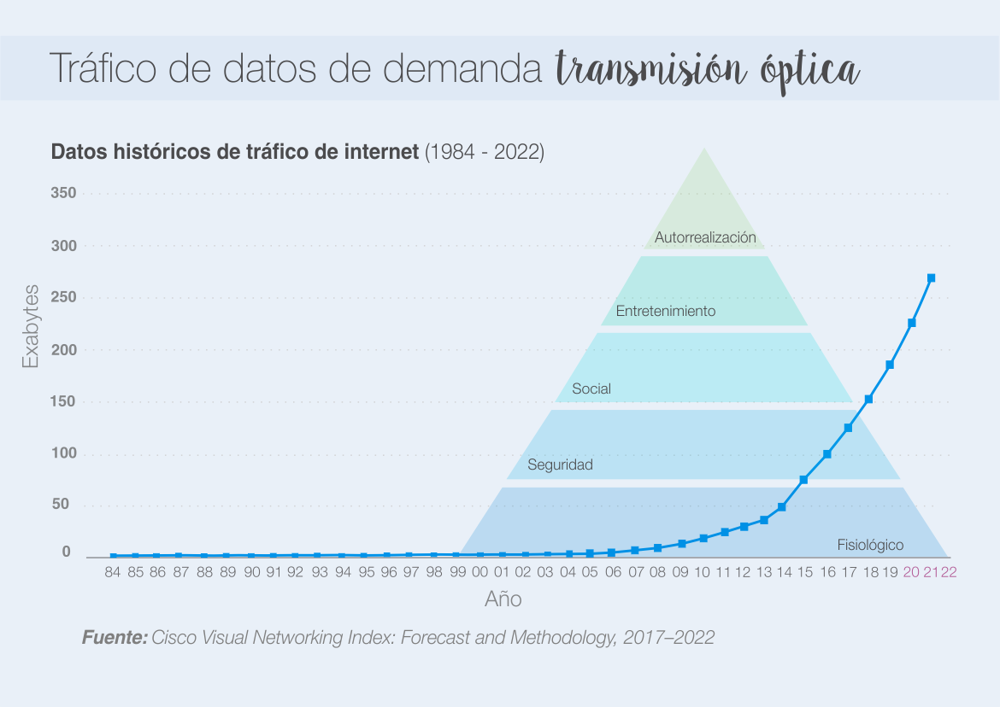 Tráfico de datos de demanda transmisión óptica
Datos históricos de tráfico de internet (1984 - 2022)
350
300
250
200
150
100
50
0
Exabytes
Autorrealización
Entretenimiento
Social
Seguridad
Fisiológico
84 85 86 87 88 89 90 91 92 93 94 95 96 97 98 99 00 01 02 03 04 05 06 07 08 09 10 11 12 13 14 15 16 17 18 19 20 21 22
Año
Fuente: Cisco Visual Networking Index: Forecast and Methodology, 2017–2022